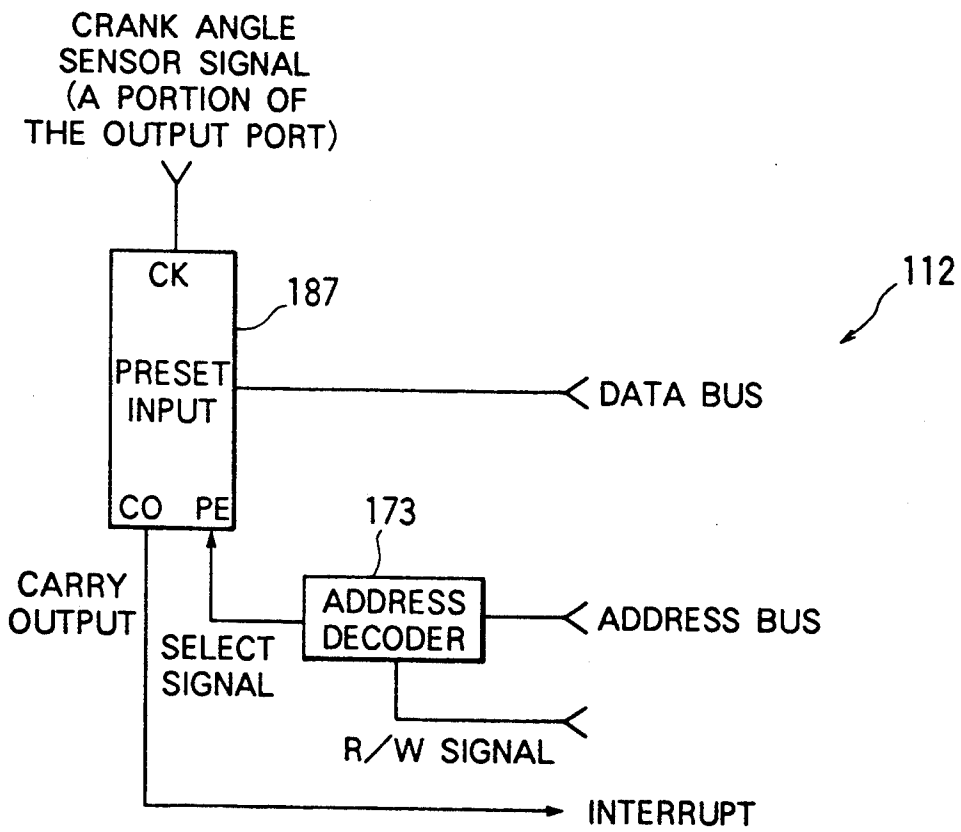 CRANK ANGLE
SENSOR SIGNAL
(A PORTION OF
THE OUTPUT PORT)
CK
187
112
PRESET
INPUT
DATA BUS
CO PE
173
CARRY
OUTPUT
ADDRESS
DECODER
ADDRESS BUS
SELECT
SIGNAL
R/W SIGNAL
INTERRUPT